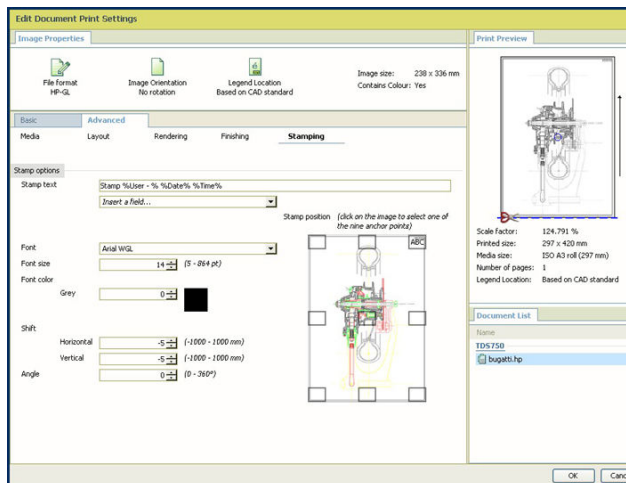 Edit Document Print Settings
Image Properties
File format
HP-GL
Image Orientation
No rotation
Legend Location
Based on CAD standard
Image size: 238 x 336 mm
Contains Colour: Yes
Basic
Advanced
Media
Layout
Rendering
Finishing
Stamping
Stamp options
Stamp text
Stamp %User - % %Date% %Time%
Insert a field...
Stamp position (click on the image to select one of the nine anchor points)
ABC
Font
Arial WGL
Font size
14 (5 - 864 pt)
Font color
Grey
0
Shift
Horizontal
-5 (-1000 - 1000 mm)
Vertical
-5 (-1000 - 1000 mm)
Angle
0 (0 - 360°)
Print Preview
Scale factor: 124.791 %
Printed size: 297 x 420 mm
Media size: ISO A3 roll (297 mm)
Number of pages: 1
Legend Location: Based on CAD standard
Document List
Name
TDS750
bugatti.hp
OK
Canc